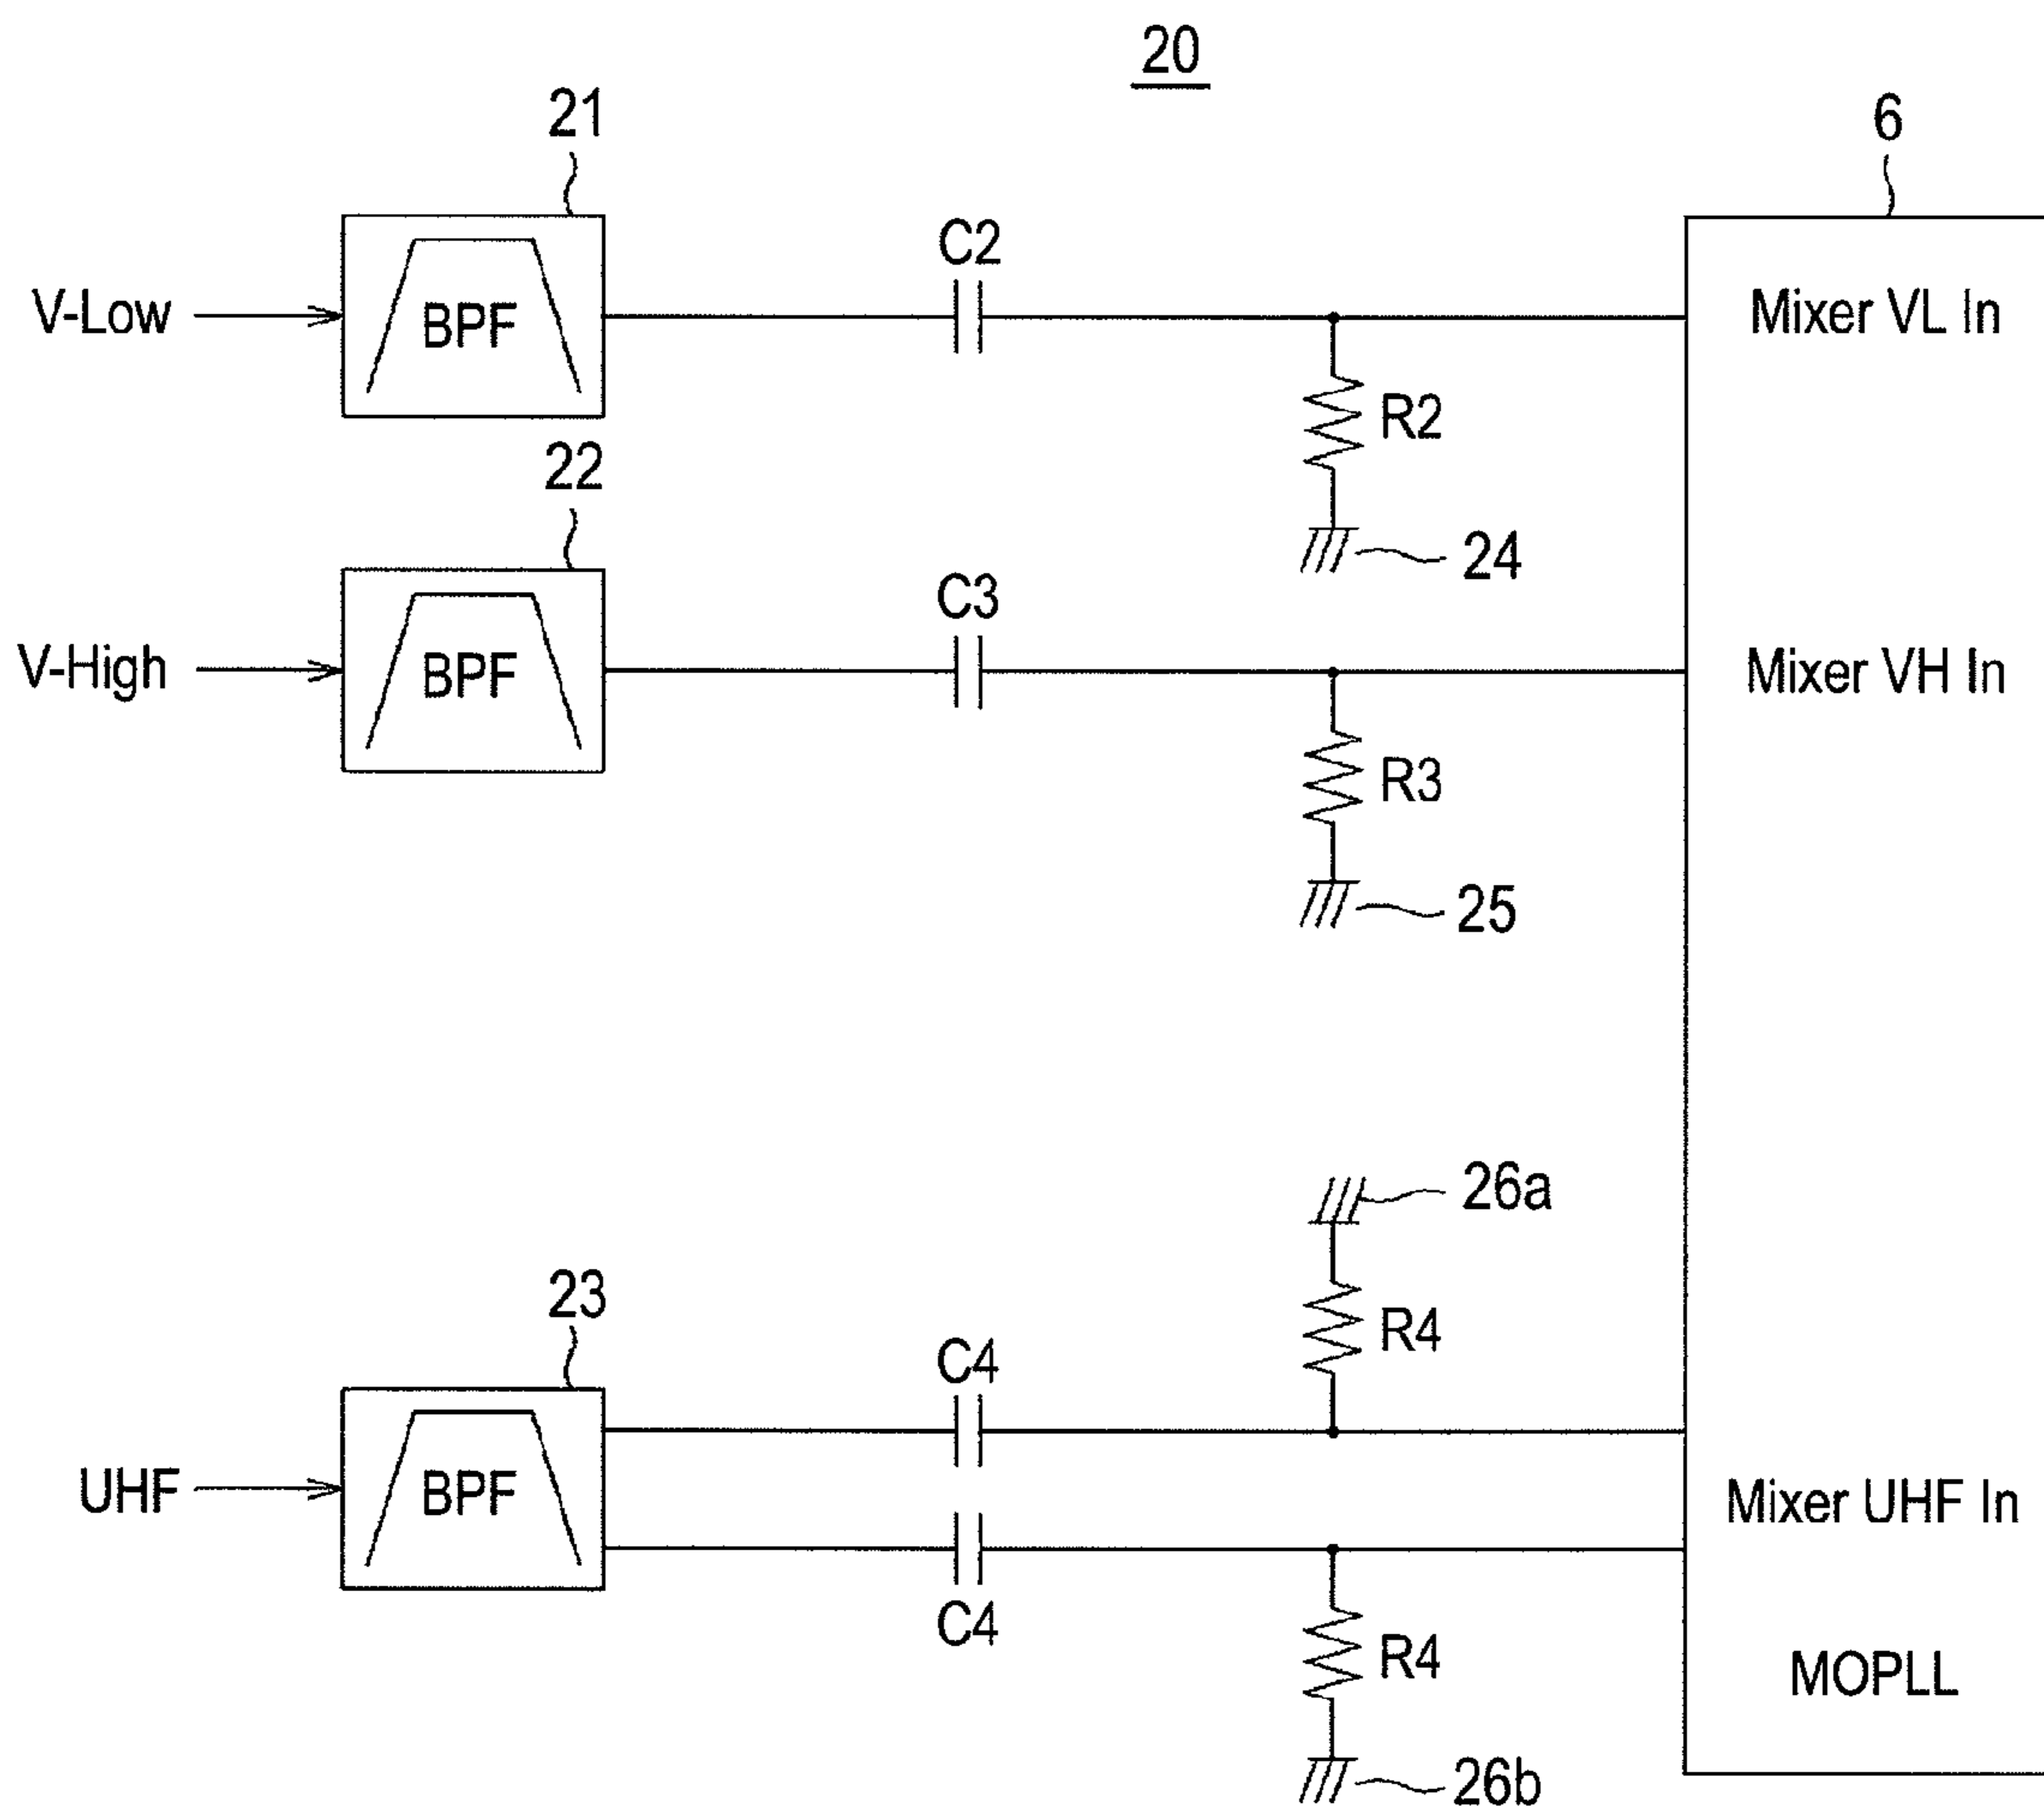 20
21
6
V-Low
BPF
C2
Mixer VL In
R2
22
24
V-High
BPF
C3
Mixer VH In
R3
25
26a
23
R4
C4
UHF
BPF
Mixer UHF In
C4
R4
MOPLL
26b